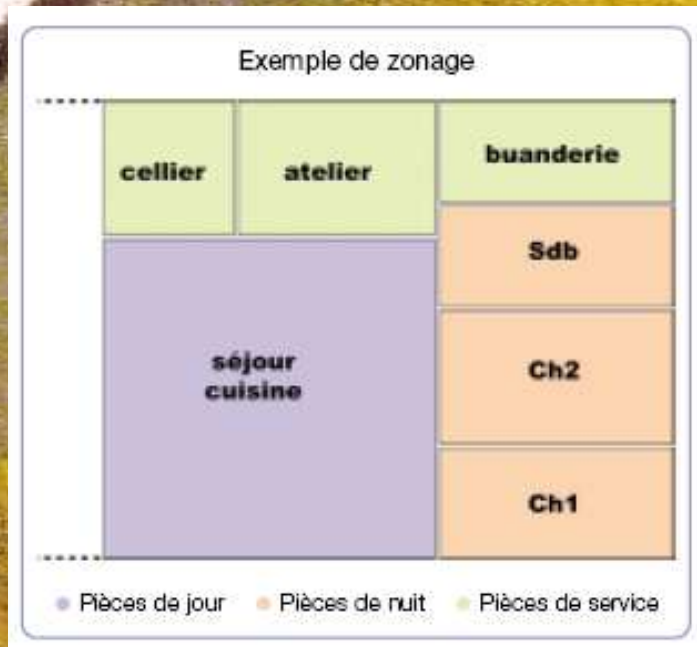 Exemple de zonage
cellier
atelier
buanderie
Sdb
séjour
cuisine
Ch2
Ch1
Pièces de jour
Pièces de nuit
Pièces de service